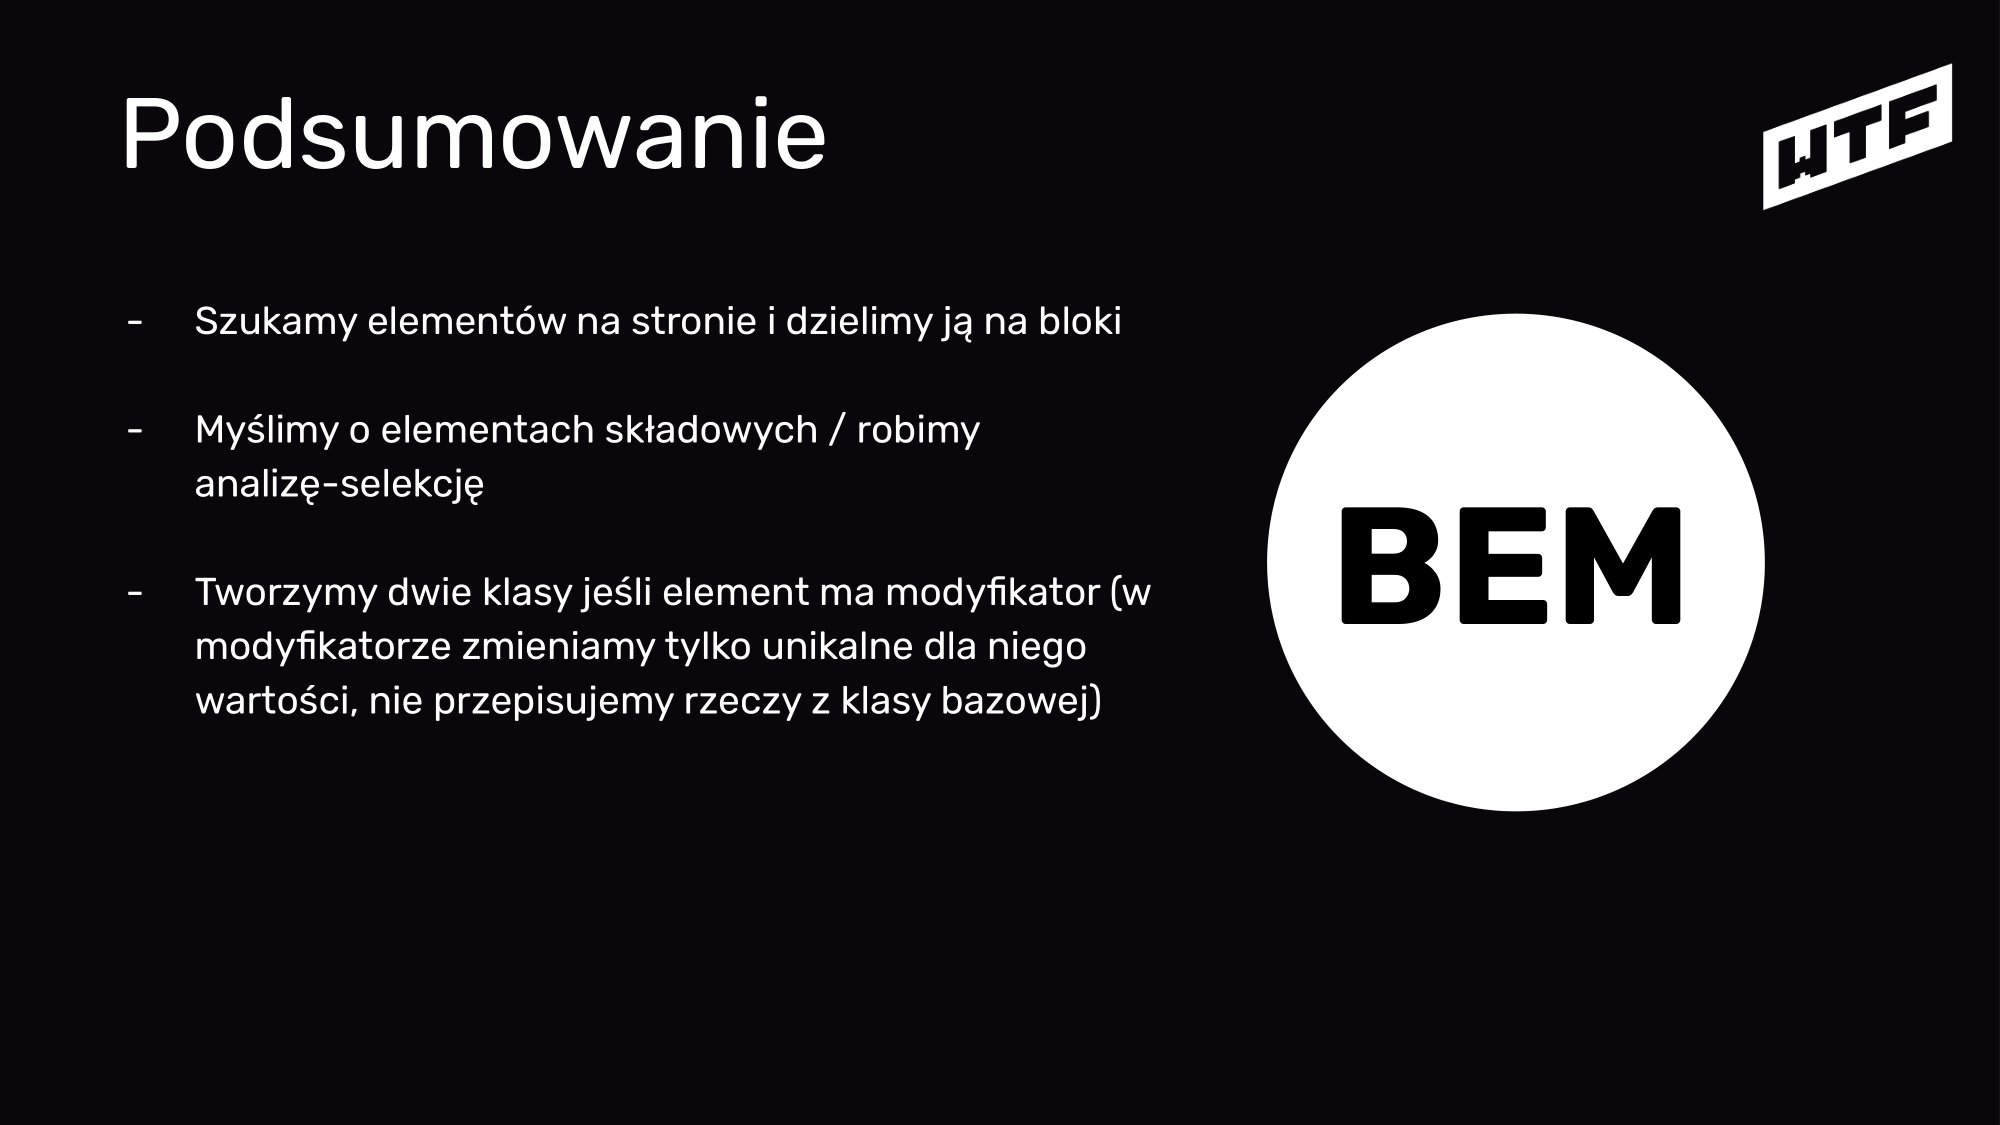 Podsumowanie
WTF
- Szukamy elementów na stronie i dzielimy ją na bloki
- Myślimy o elementach składowych / robimy
analizę-selekcję
- Tworzymy dwie klasy jeśli element ma modyfikator (w
modyfikatorze zmieniamy tylko unikalne dla niego
wartości, nie przepisujemy rzeczy z klasy bazowej)
BEM